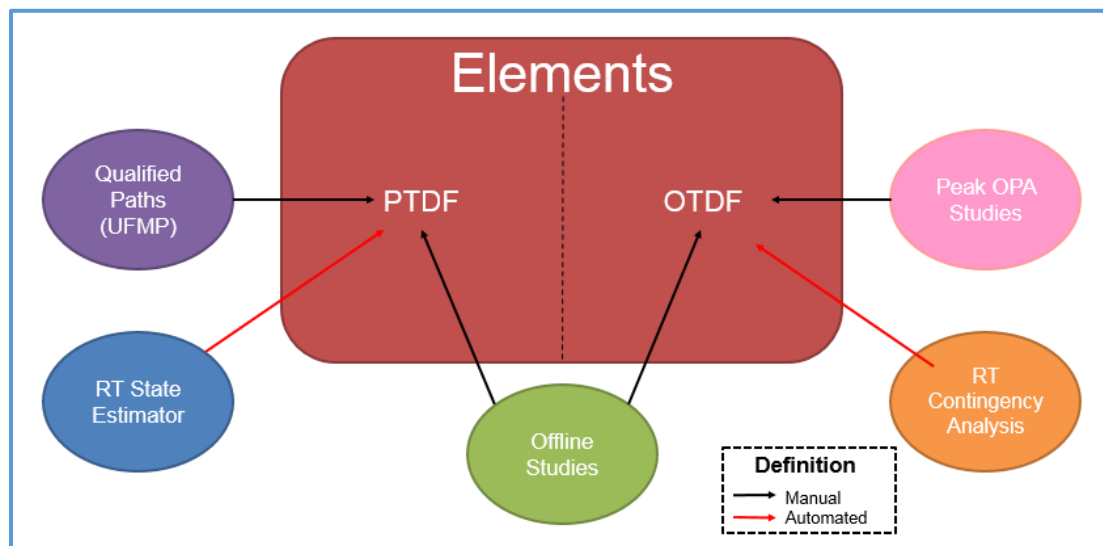 Elements
Qualified
Paths
(UFMP)
PTDF
OTDF
Peak OPA
Studies
RT State
Estimator
Offline
Studies
RT
Contingency
Analysis
Definition
Manual
Automated